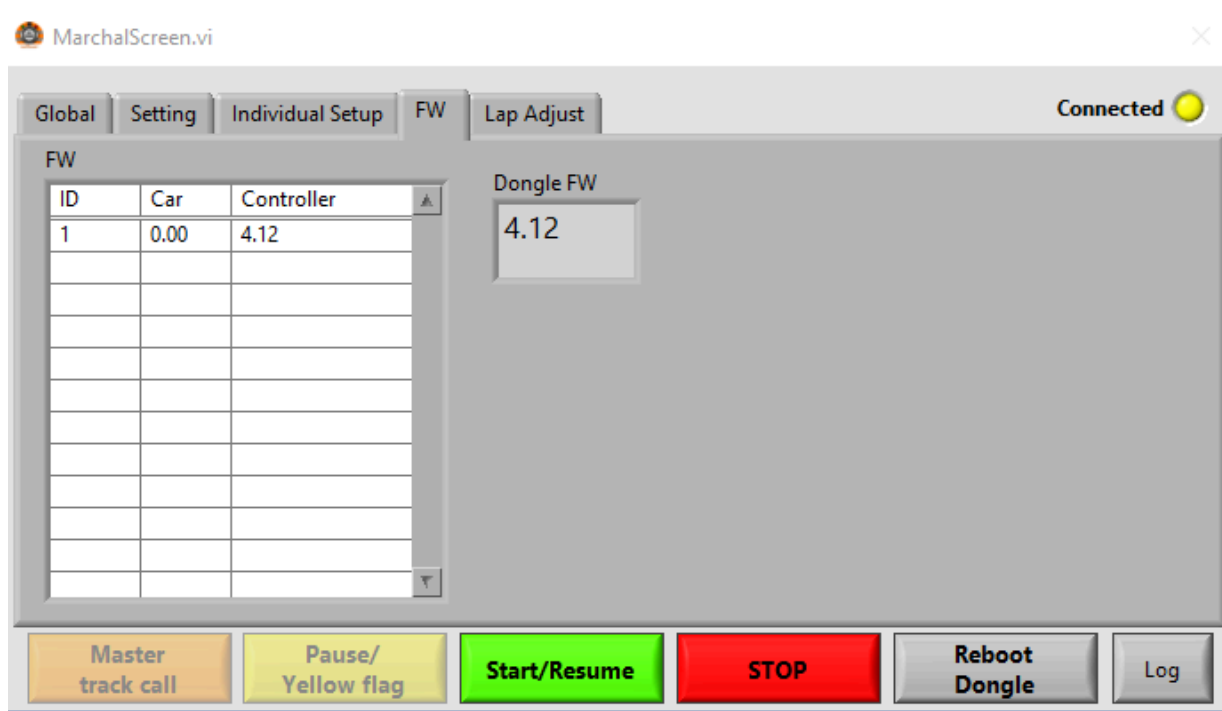 MarchalScreen.vi
Global Setting Individual Setup FW Lap Adjust Connected
FW
Dongle FW
ID Car Controller
1 0.00 4.12
4.12
Master
track call
Pause/
Yellow flag
Start/Resume
STOP
Reboot
Dongle
Log